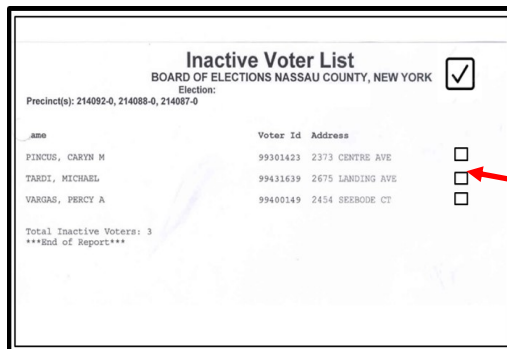 Inactive Voter List
BOARD OF ELECTIONS NASSAU COUNTY, NEW YORK
Election:
Precinct(s): 214092-0, 214088-0, 214087-0
ame Voter Id Address
PINCUS, CARYN M 99301423 2373 CENTRE AVE
TARDI, MICHAEL 99431639 2675 LANDING AVE
VARGAS, PERCY A 99400149 2454 SEEBODE CT
Total Inactive Voters: 3
***End of Report***